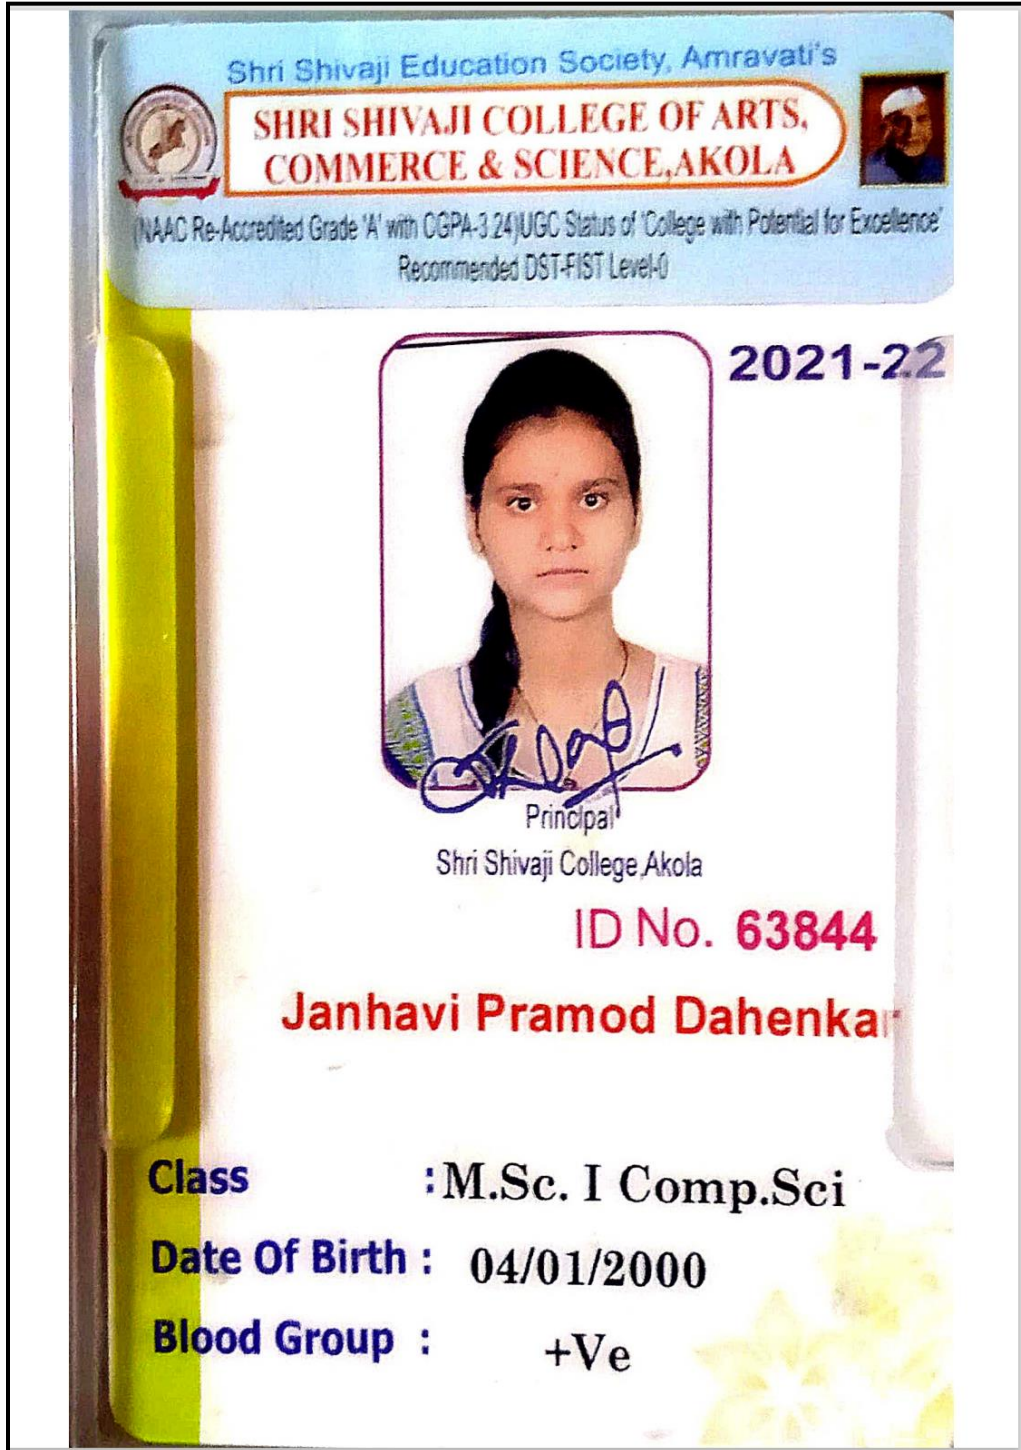 Shri Shivaji Education Society, Amravati's
SHRI SHIVAJI COLLEGE OF ARTS,
COMMERCE & SCIENCE,AKOLA
(NAAC Re-Accredited Grade 'A' with CGPA-3.24)UGC Status of 'College with Potential for Excellence'
Recommended DST-FIST Level-0
2021-22
Principal
Shri Shivaji College,Akola
ID No. 63844
Janhavi Pramod Dahenkar
Class : M.Sc. I Comp.Sci
Date Of Birth : 04/01/2000
Blood Group : +Ve